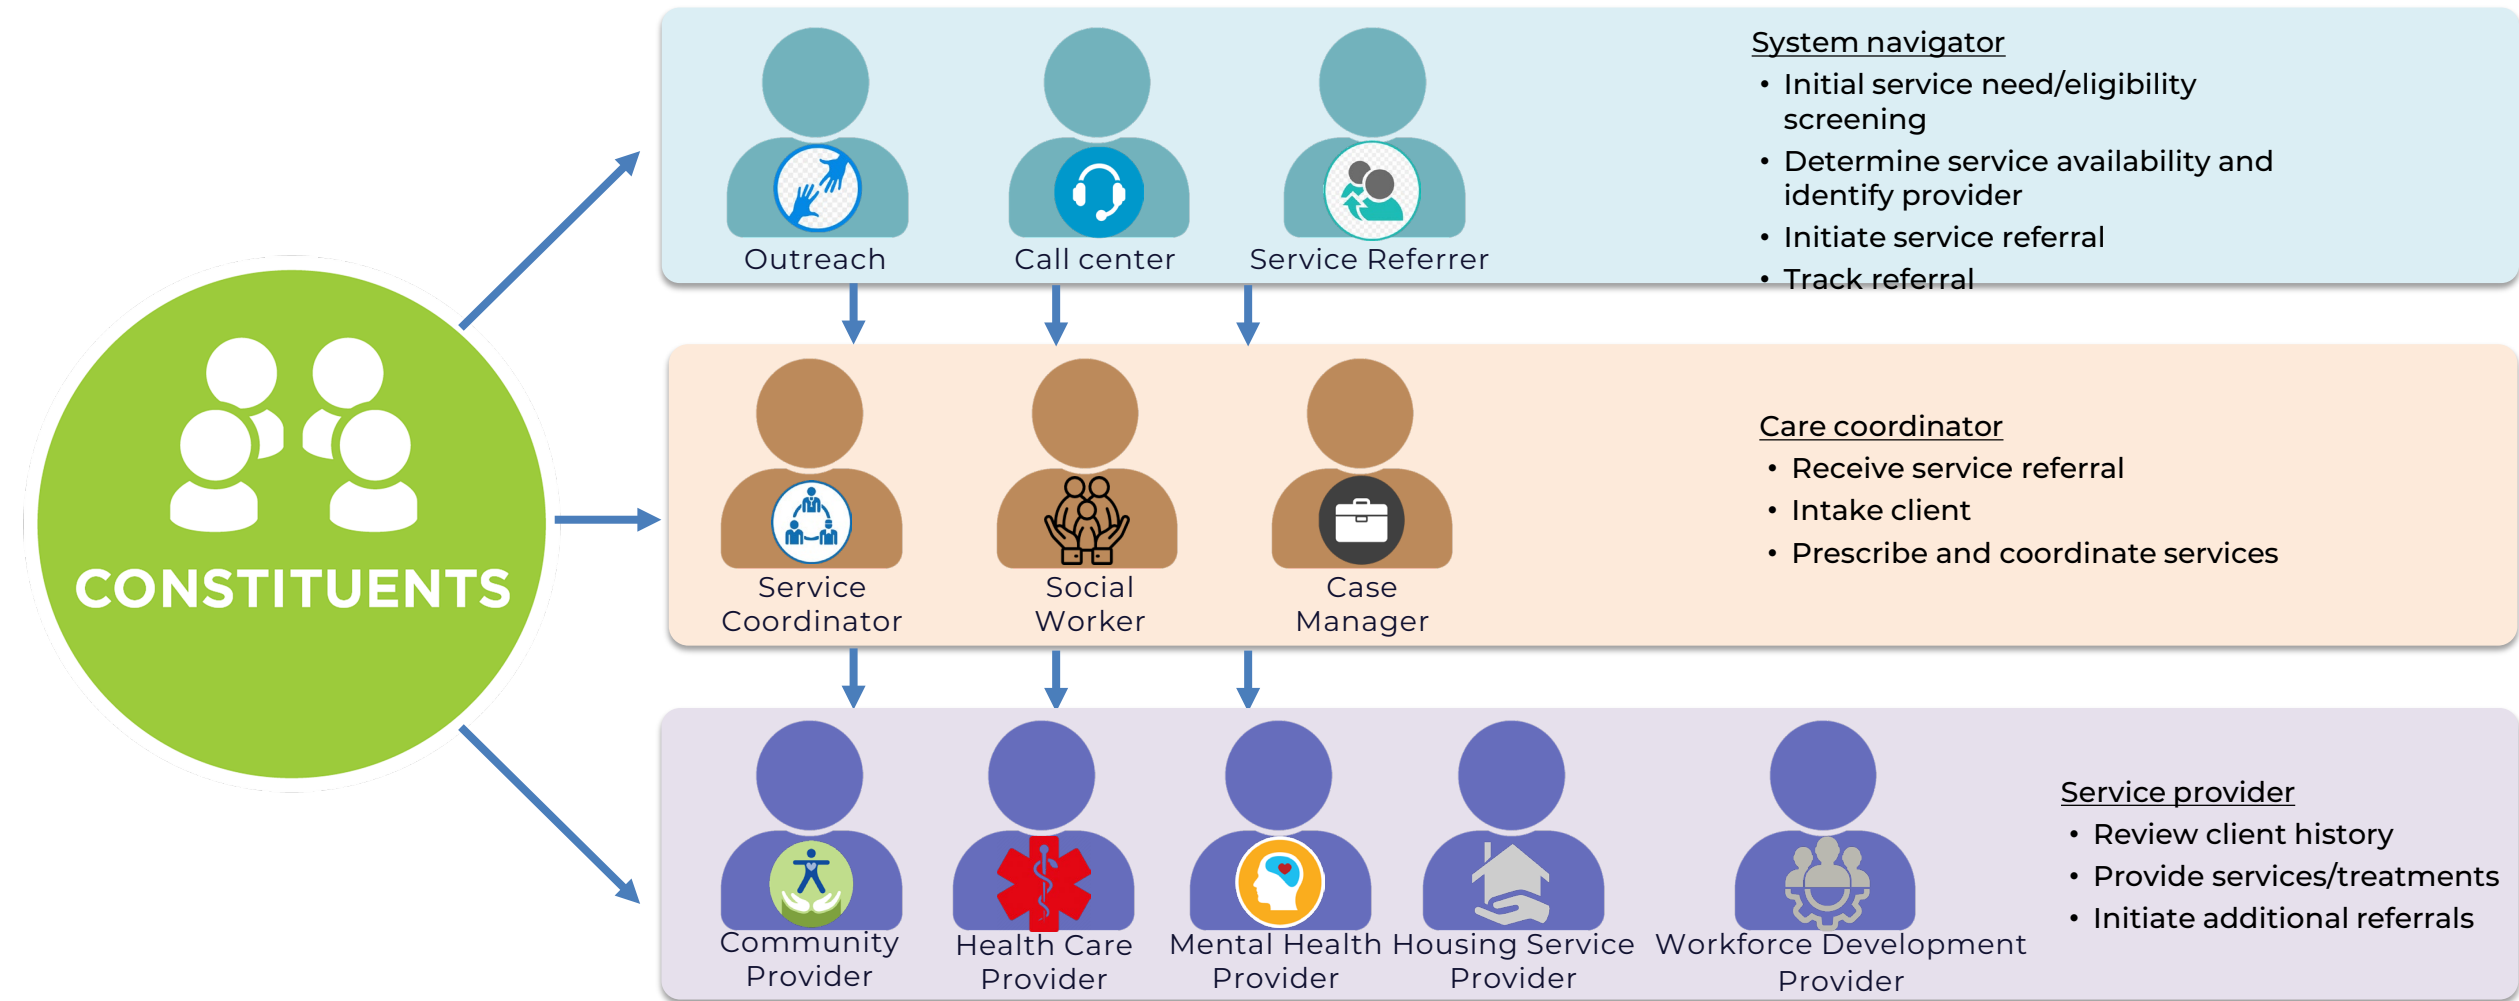 CONSTITUENTS
Outreach
Call center
Service Referrer
System navigator
• Initial service need/eligibility
screening
• Determine service availability and
identify provider
• Initiate service referral
• Track referral
Service
Coordinator
Social
Worker
Case
Manager
Care coordinator
• Receive service referral
• Intake client
• Prescribe and coordinate services
Community
Provider
Health Care
Provider
Mental Health
Provider
Housing Service
Provider
Workforce Development
Provider
Service provider
• Review client history
• Provide services/treatments
• Initiate additional referrals